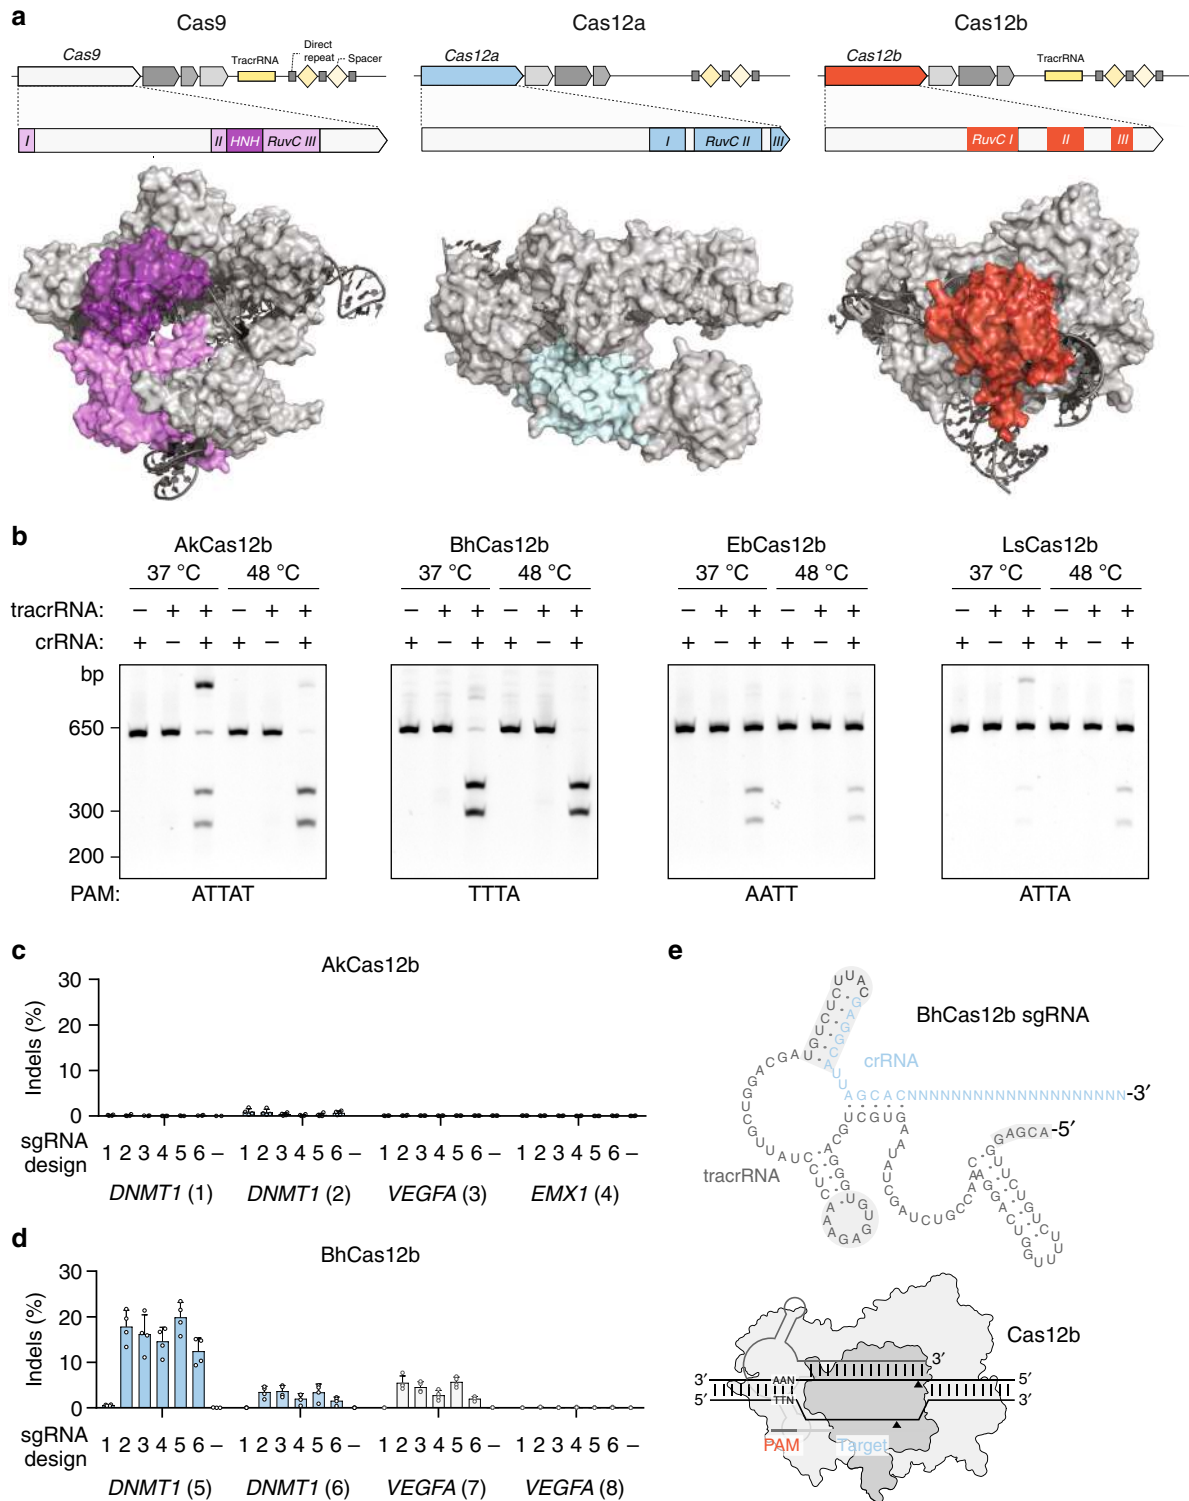 a
Cas9 Cas12a Cas12b
Cas9 TracrRNA Direct repeat Spacer Cas12a Cas12b TracrRNA
I II HNH RuvC III I RuvC II III RuvC I II III
b
AkCas12b BhCas12b EbCas12b LsCas12b
37 °C 48 °C 37 °C 48 °C 37 °C 48 °C 37 °C 48 °C
tracrRNA: – + + – + + – + + – + + – + + – + + – + + – + +
crRNA: + – + + – + + – + + – + + – + + – + + – + + – +
bp
650
300
200
PAM: ATTAT TTTA AATT ATTA
c
AkCas12b
Indels (%)
30
20
10
0
sgRNA design 1 2 3 4 5 6 – 1 2 3 4 5 6 – 1 2 3 4 5 6 – 1 2 3 4 5 6 –
DNMT1 (1) DNMT1 (2) VEGFA (3) EMX1 (4)
d
BhCas12b
Indels (%)
30
20
10
0
sgRNA design 1 2 3 4 5 6 – 1 2 3 4 5 6 – 1 2 3 4 5 6 – 1 2 3 4 5 6 –
DNMT1 (5) DNMT1 (6) VEGFA (7) VEGFA (8)
e
BhCas12b sgRNA
crRNA
AGCACNNNNNNNNNNNNNNNNNNNN-3′
GAGCA-5′
tracrRNA
Cas12b
3′
3′ AAN 5′
5′ TTN 3′
PAM Target